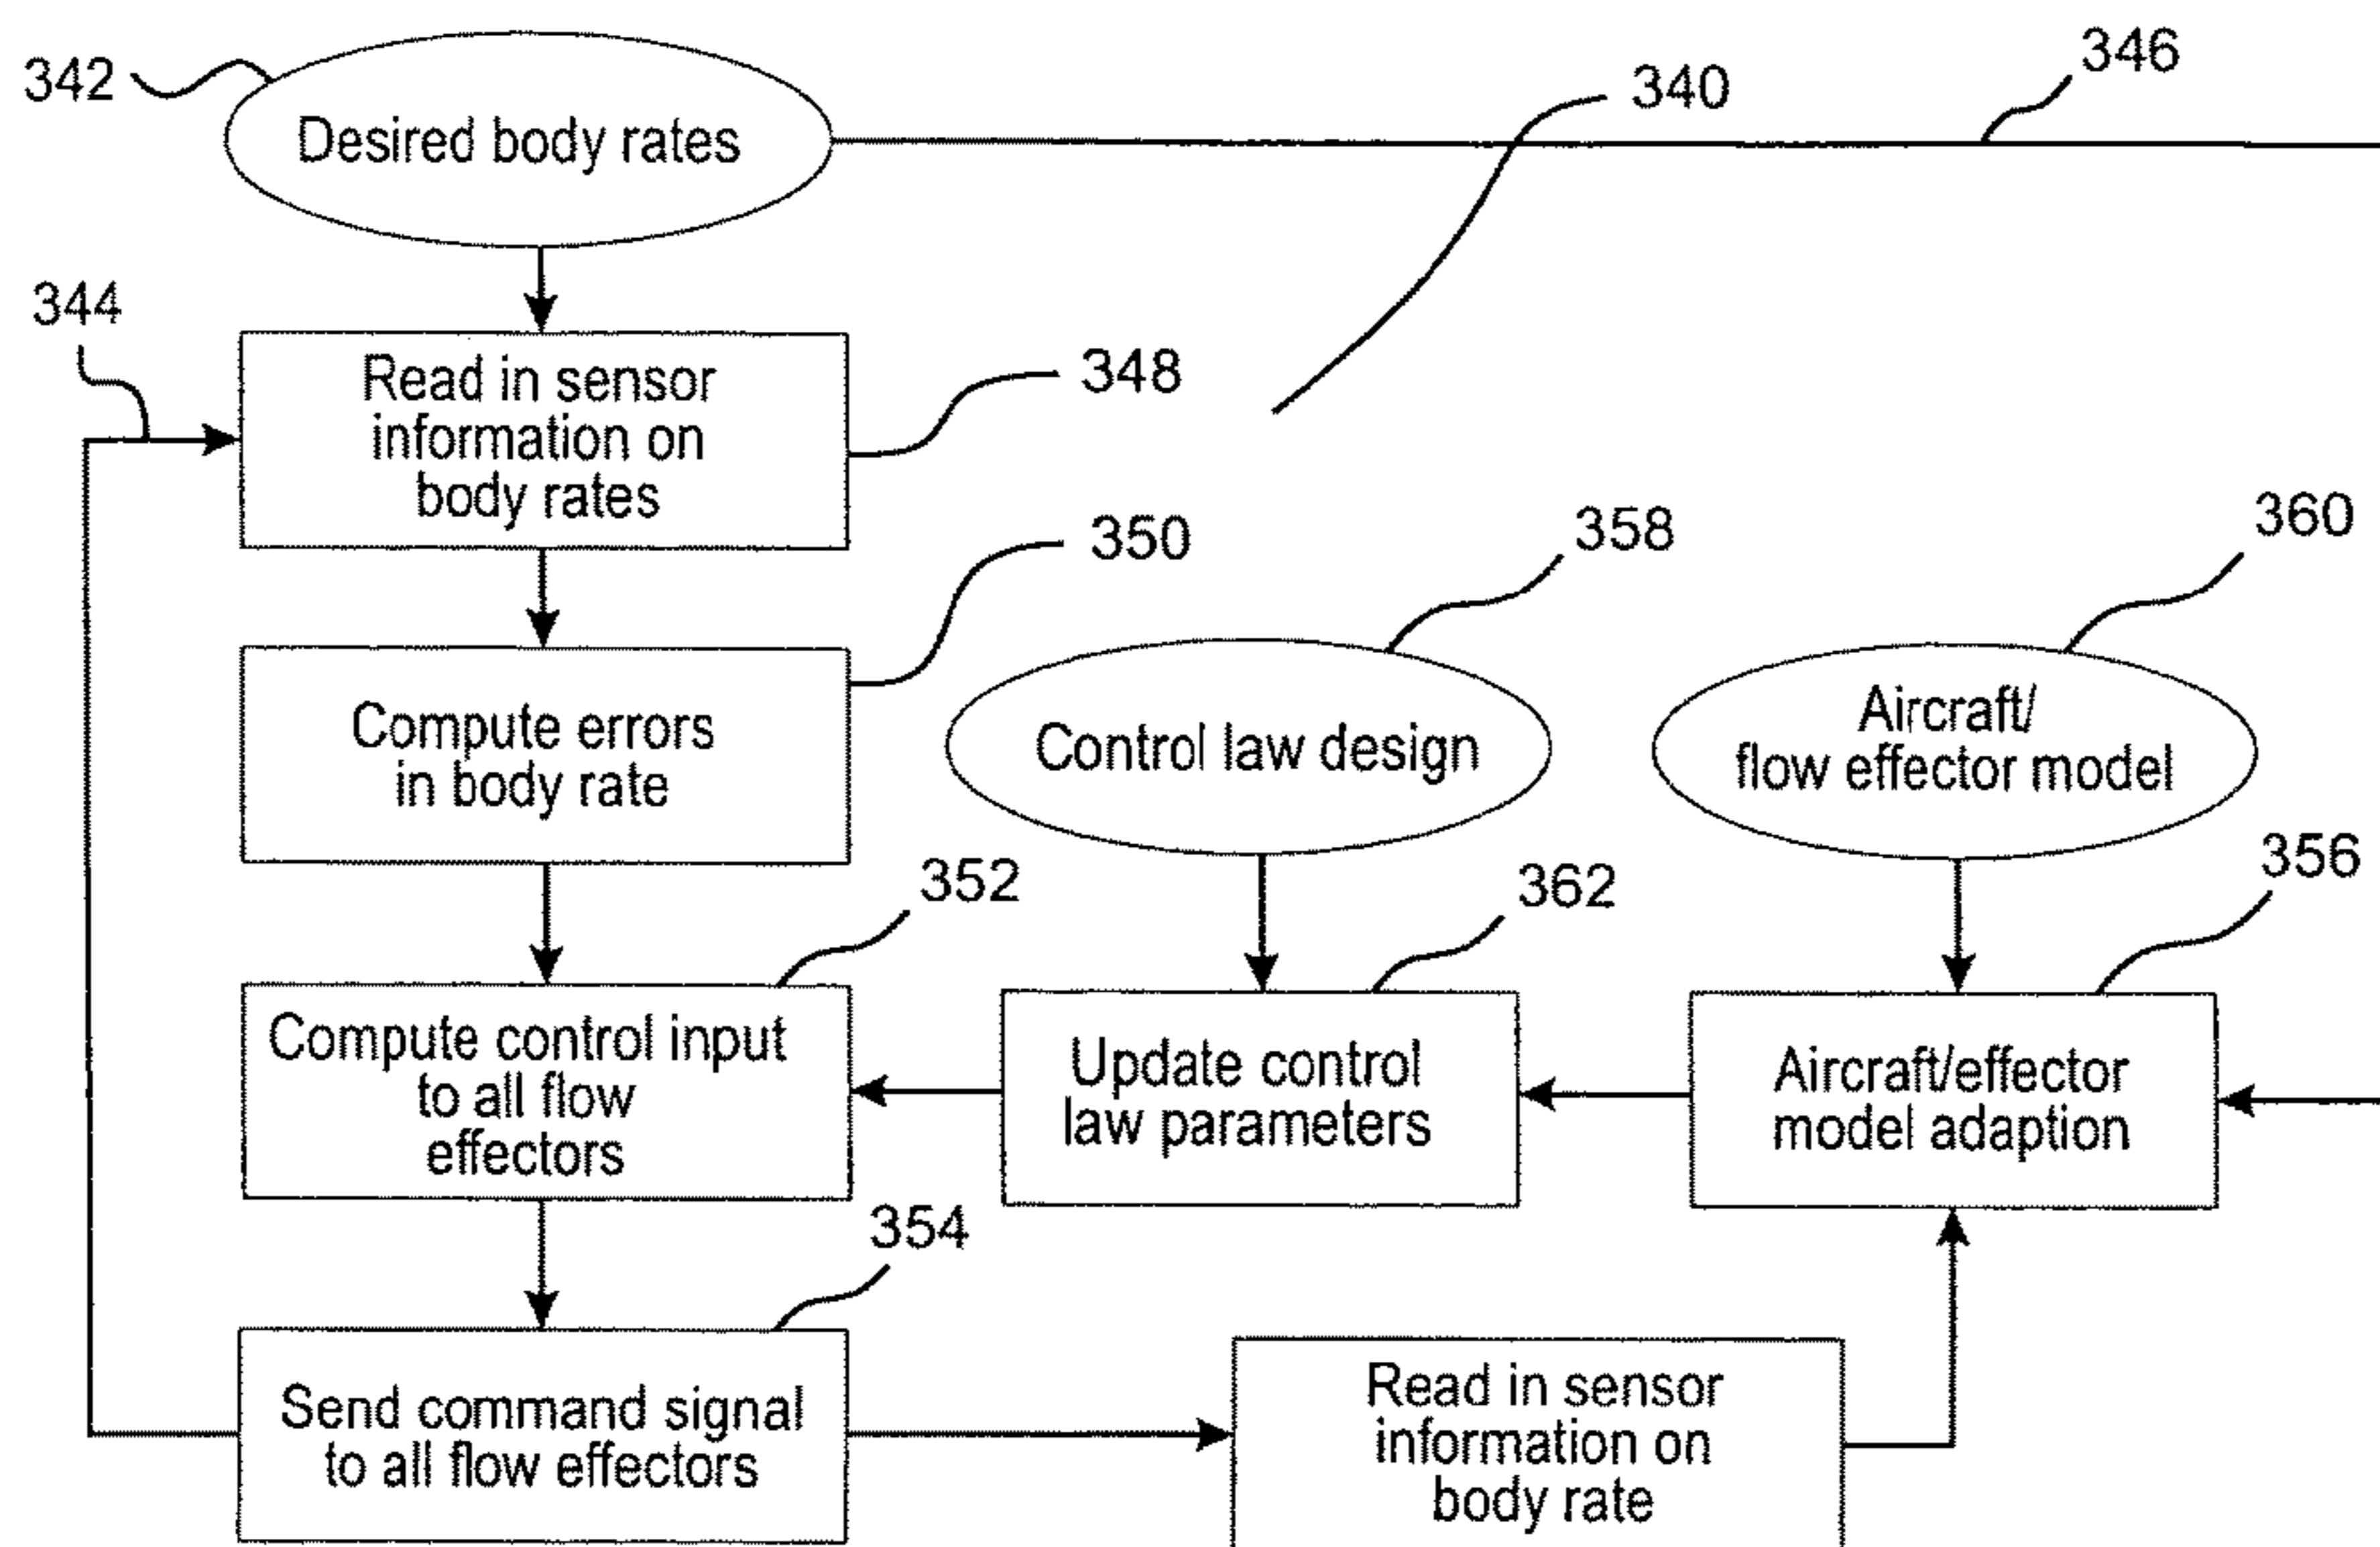 342
Desired body rates
340
346
344
Read in sensor
information on
body rates
348
350
358
360
Compute errors
in body rate
Control law design
Aircraft/
flow effector model
352
362
356
Compute control input
to all flow
effectors
Update control
law parameters
Aircraft/effector
model adaption
354
Send command signal
to all flow effectors
Read in sensor
information on
body rate